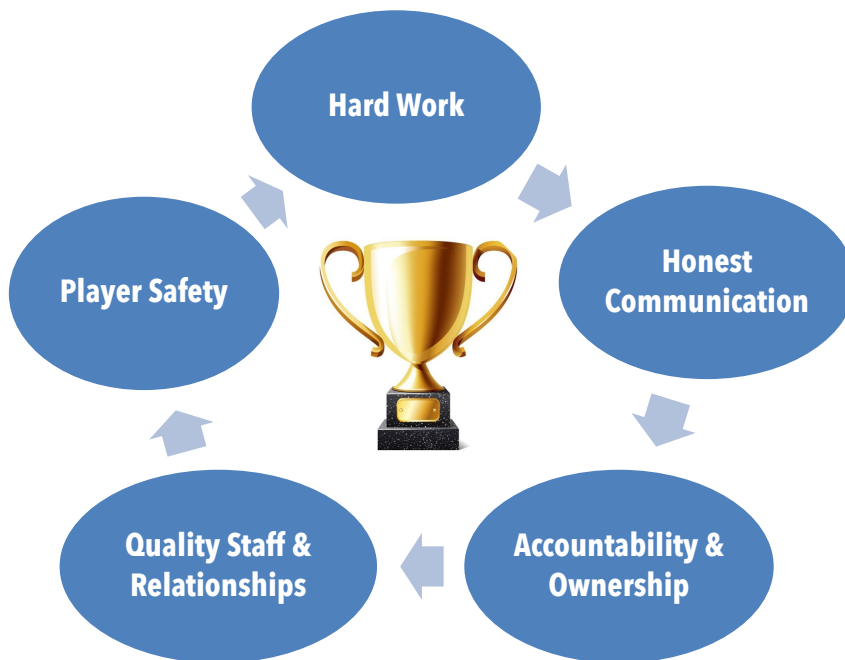 Hard Work
Honest
Communication
Accountability &
Ownership
Quality Staff &
Relationships
Player Safety